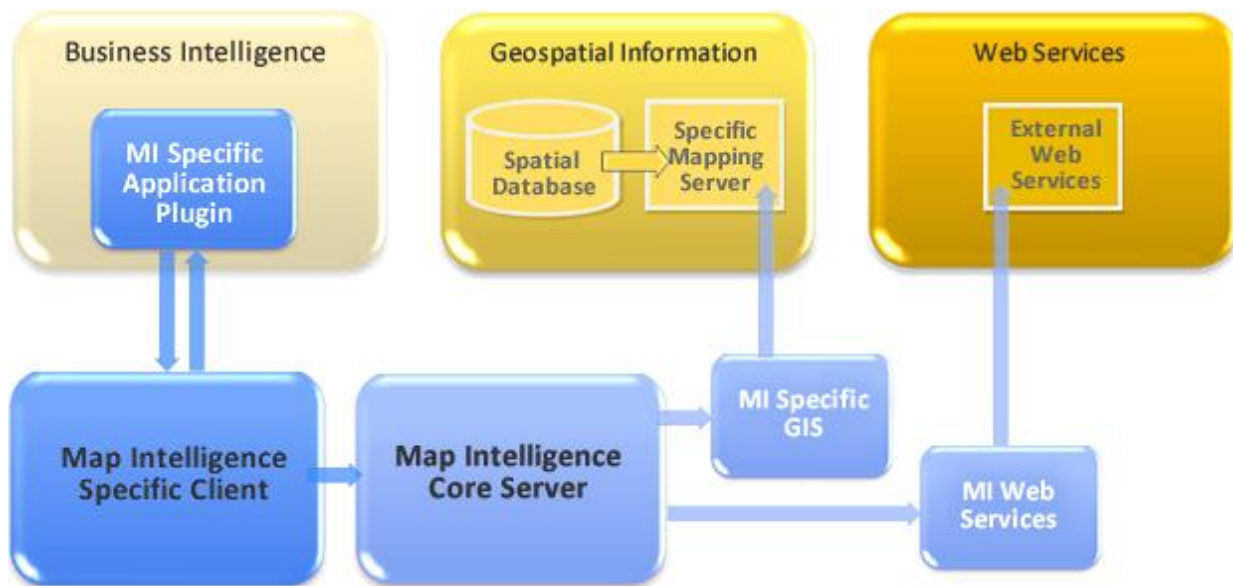 Business Intelligence
MI Specific
Application
Plugin
Geospatial Information
Spatial
Database
Specific
Mapping
Server
Web Services
External
Web
Services
Map Intelligence
Specific Client
Map Intelligence
Core Server
MI Specific
GIS
MI Web
Services